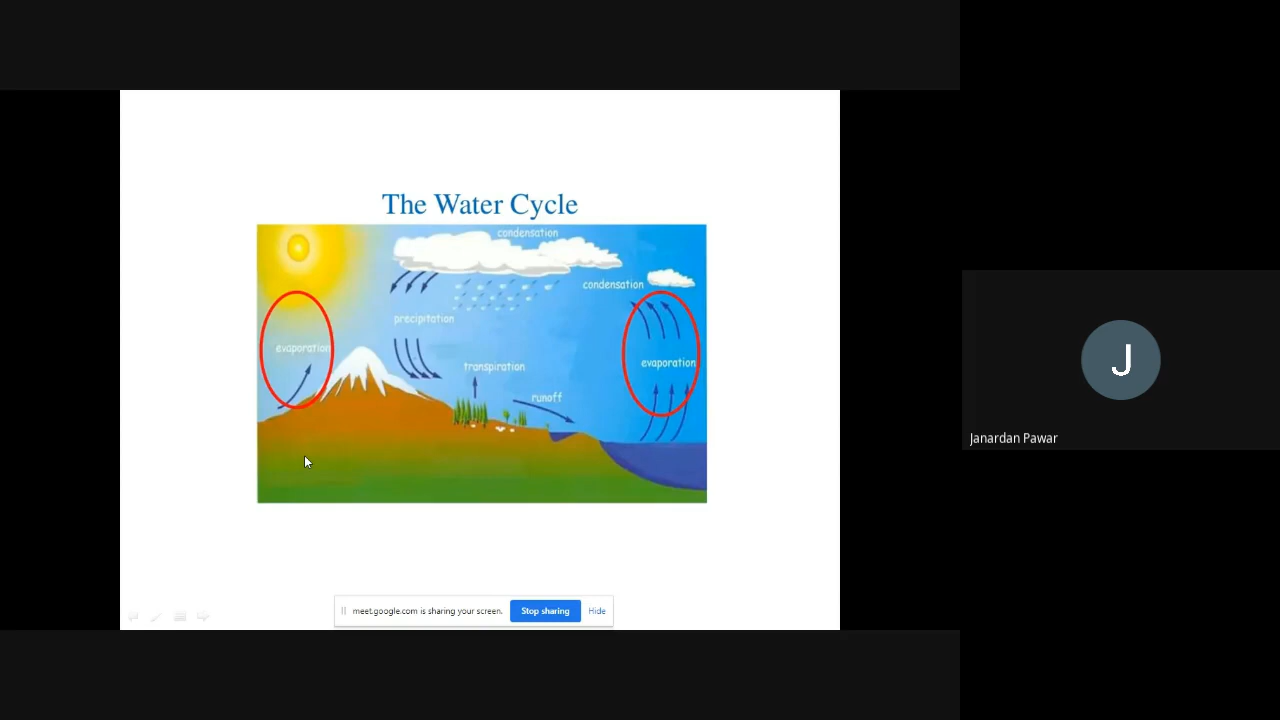 The Water Cycle
condensation
condensation
precipitation
evaporation
evaporation
transpiration
runoff
J
Janardan Pawar
meet.google.com is sharing your screen.
Stop sharing
Hide